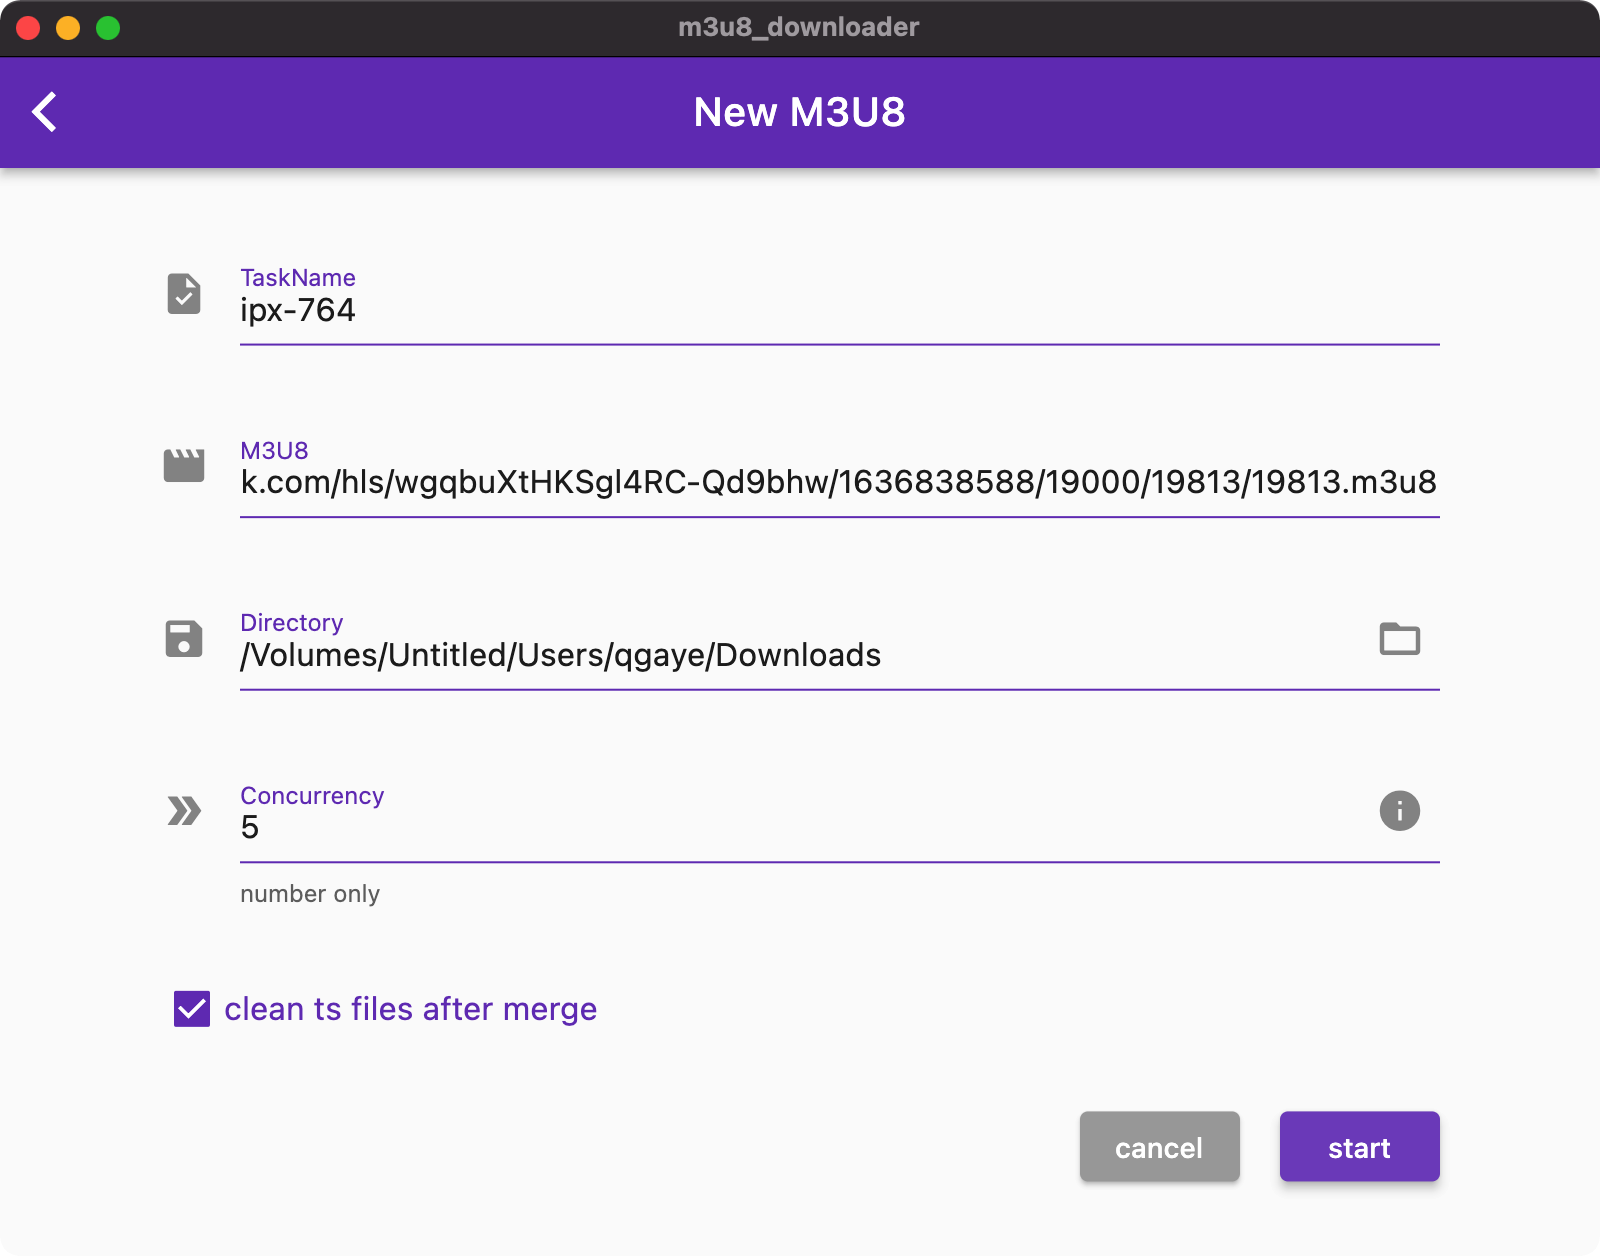 m3u8_downloader
New M3U8
TaskName
ipx-764
M3U8
k.com/hls/wgqbuXtHKSgl4RC-Qd9bhw/1636838588/19000/19813/19813.m3u8
Directory
/Volumes/Untitled/Users/qgaye/Downloads
Concurrency
5
number only
clean ts files after merge
cancel
start